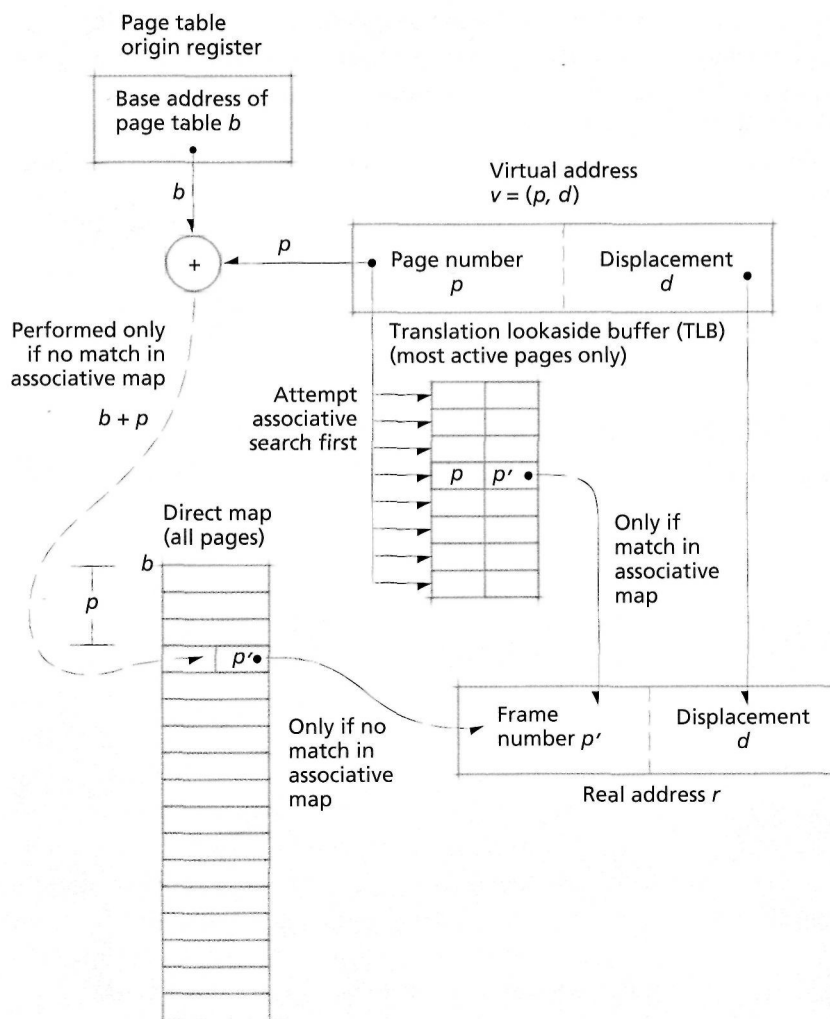 Page table
origin register
Base address of
page table b
b
Virtual address
v = (p, d)
p
+
Page number
p
Displacement
d
Performed only
if no match in
associative map
b + p
Translation lookaside buffer (TLB)
(most active pages only)
Attempt
associative
search first
p
p′
Direct map
(all pages)
b
p
p′
Only if
match in
associative
map
Only if no
match in
associative
map
Frame
number p′
Displacement
d
Real address r